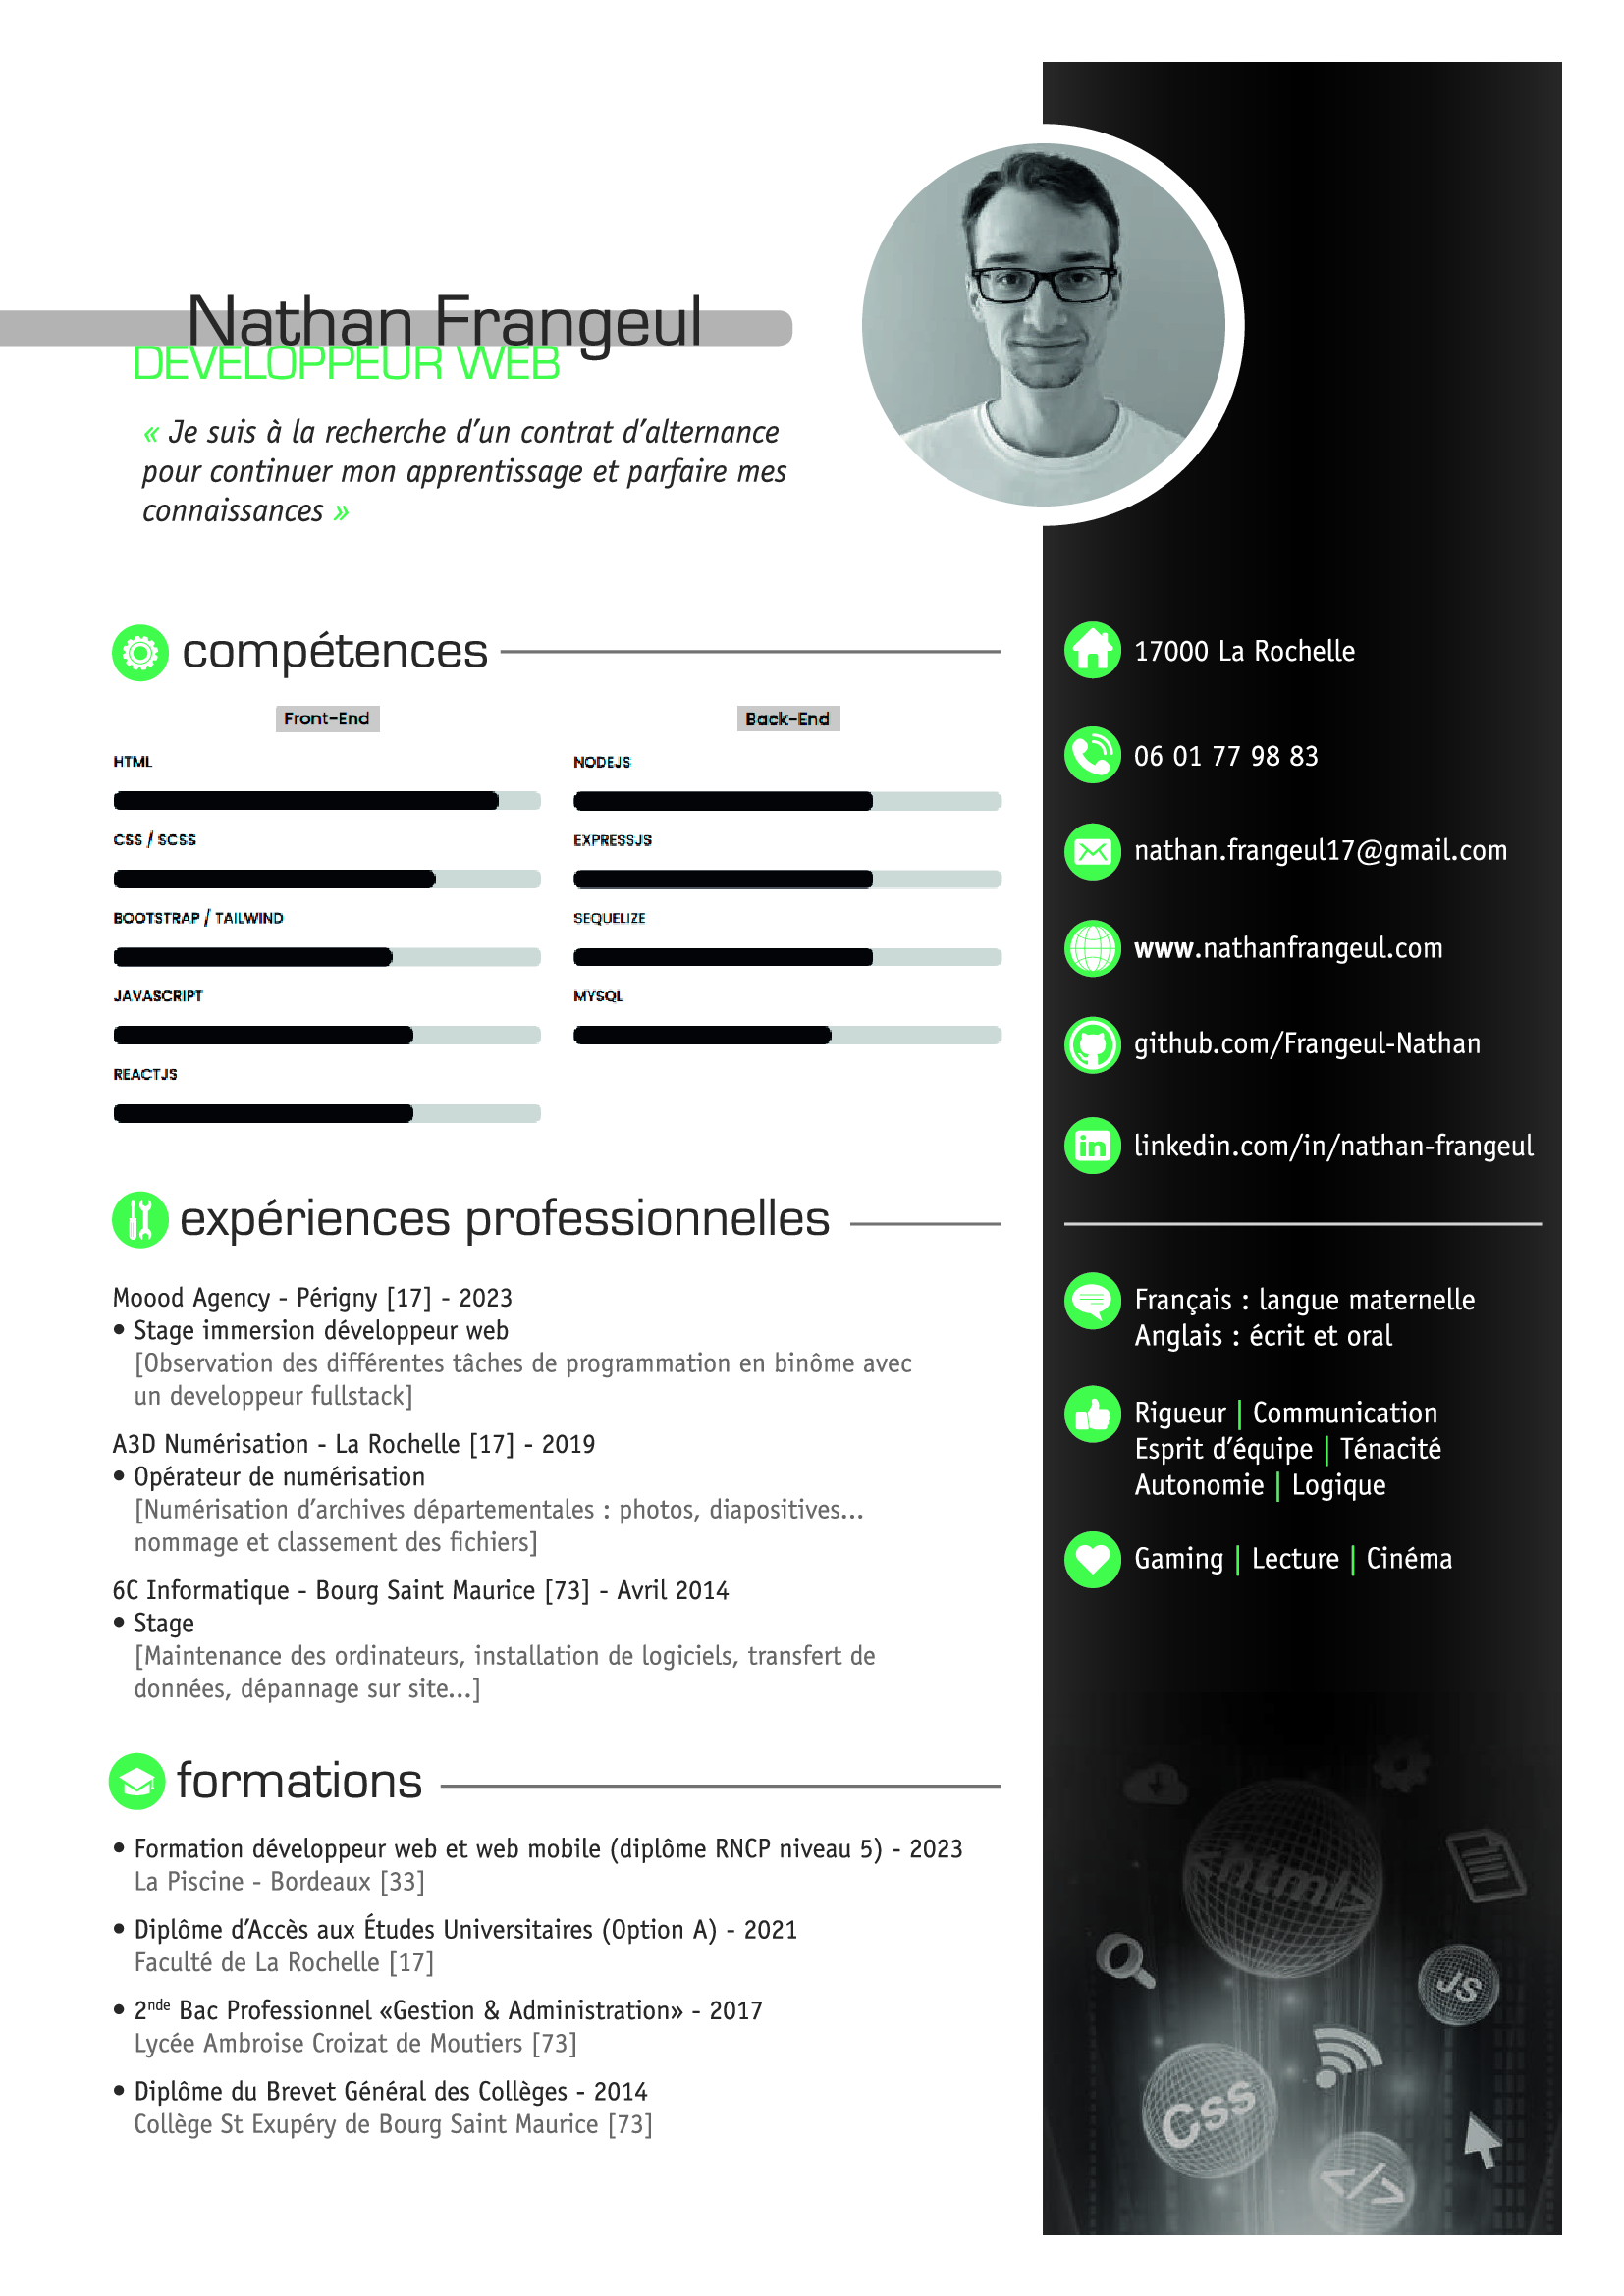 Nathan Frangeul
DEVELOPPEUR WEB
« Je suis à la recherche d’un contrat d’alternance
pour continuer mon apprentissage et parfaire mes
connaissances »
compétences
Front-End
HTML
CSS / SCSS
BOOTSTRAP / TAILWIND
JAVASCRIPT
REACTJS
Back-End
NODEJS
EXPRESSJS
SEQUELIZE
MYSQL
expériences professionnelles
Moood Agency - Périgny [17] - 2023
• Stage immersion développeur web
[Observation des différentes tâches de programmation en binôme avec
un developpeur fullstack]
A3D Numérisation - La Rochelle [17] - 2019
• Opérateur de numérisation
[Numérisation d’archives départementales : photos, diapositives...
nommage et classement des fichiers]
6C Informatique - Bourg Saint Maurice [73] - Avril 2014
• Stage
[Maintenance des ordinateurs, installation de logiciels, transfert de
données, dépannage sur site...]
formations
• Formation développeur web et web mobile (diplôme RNCP niveau 5) - 2023
La Piscine - Bordeaux [33]
• Diplôme d’Accès aux Études Universitaires (Option A) - 2021
Faculté de La Rochelle [17]
• 2nde Bac Professionnel «Gestion & Administration» - 2017
Lycée Ambroise Croizat de Moutiers [73]
• Diplôme du Brevet Général des Collèges - 2014
Collège St Exupéry de Bourg Saint Maurice [73]
17000 La Rochelle
06 01 77 98 83
nathan.frangeul17@gmail.com
www.nathanfrangeul.com
github.com/Frangeul-Nathan
in
linkedin.com/in/nathan-frangeul
Français : langue maternelle
Anglais : écrit et oral
Rigueur | Communication
Esprit d’équipe | Ténacité
Autonomie | Logique
Gaming | Lecture | Cinéma
<html>
JS
Css
</>